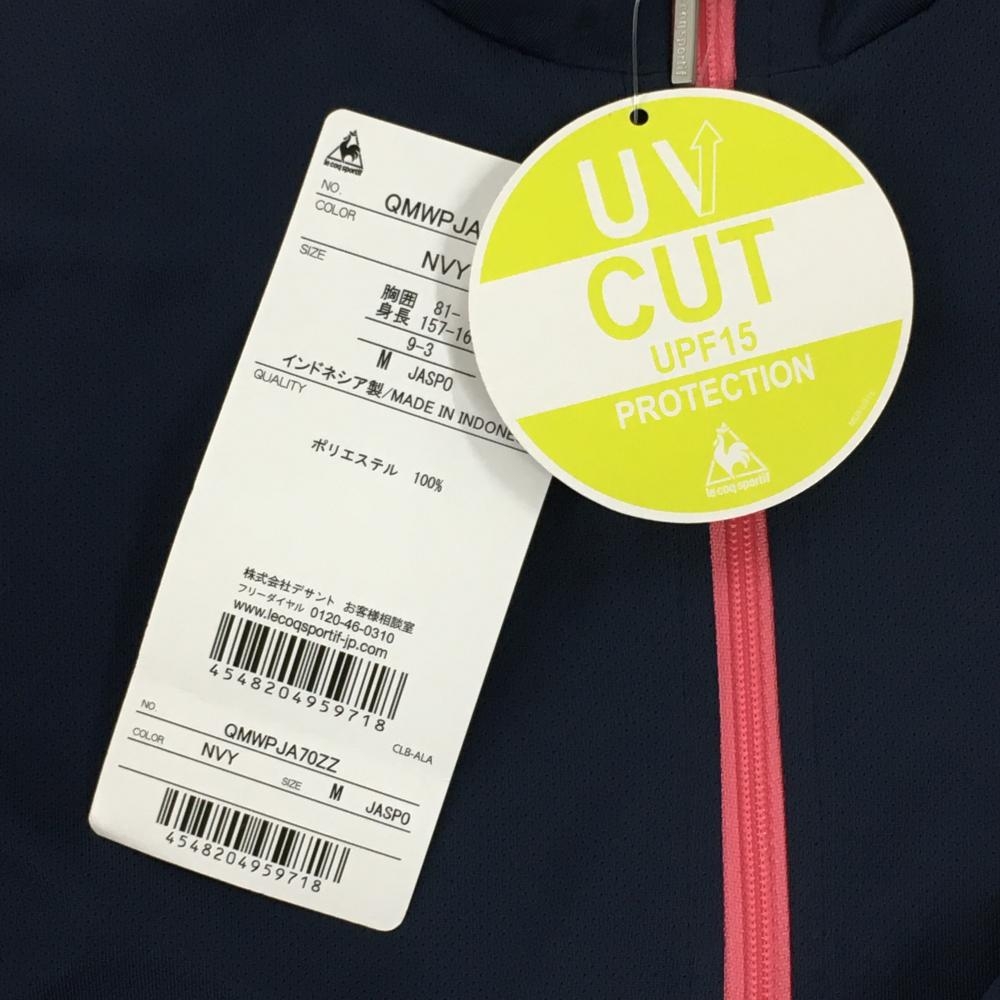 le coq sportif
NO.
QMWPJA
COLOR
NVY
SIZE
胸囲 81-
身長 157-16
9-3
M JASPO
インドネシア製/MADE IN INDONE
QUALITY
ポリエステル 100%
株式会社デサント お客様相談室
フリーダイヤル 0120-46-0310
www.lecoqsportif-jp.com
4548204959718
CLB-ALA
NO. QMWPJA70ZZ
COLOR NVY SIZE M JASPO
4548204959718
lecoqsportif
UV
CUT
UPF15
PROTECTION
le coq sportif